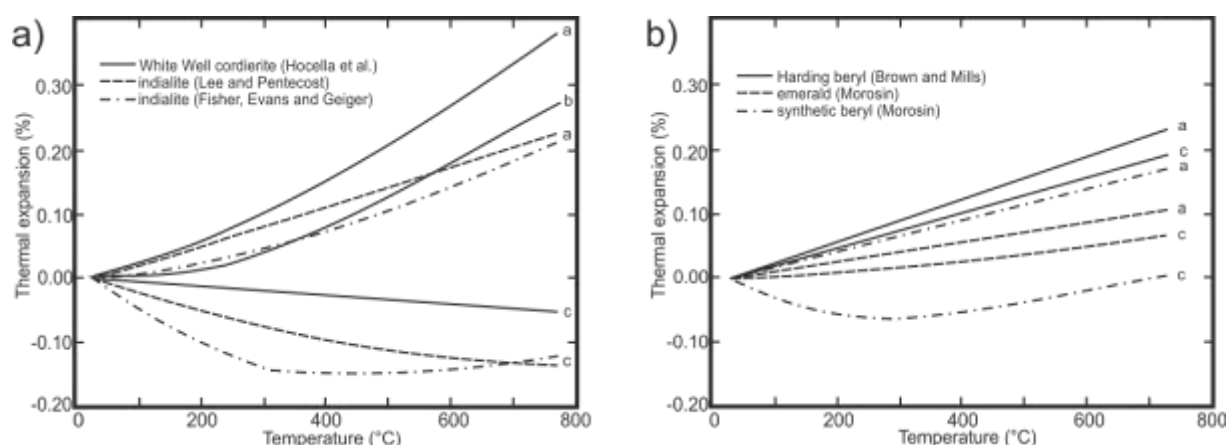 a)
White Well cordierite (Hocella et al.)
indialite (Lee and Pentecost)
indialite (Fisher, Evans and Geiger)
Thermal expansion (%)
0.30
0.20
0.10
0.00
-0.10
-0.20
a
b
a
c
c
0 200 400 600 800
Temperature (°C)
b)
Harding beryl (Brown and Mills)
emerald (Morosin)
synthetic beryl (Morosin)
Thermal expansion (%)
0.30
0.20
0.10
0.00
-0.10
-0.20
a
c
a
a
c
c
0 200 400 600 800
Temperature (°C)